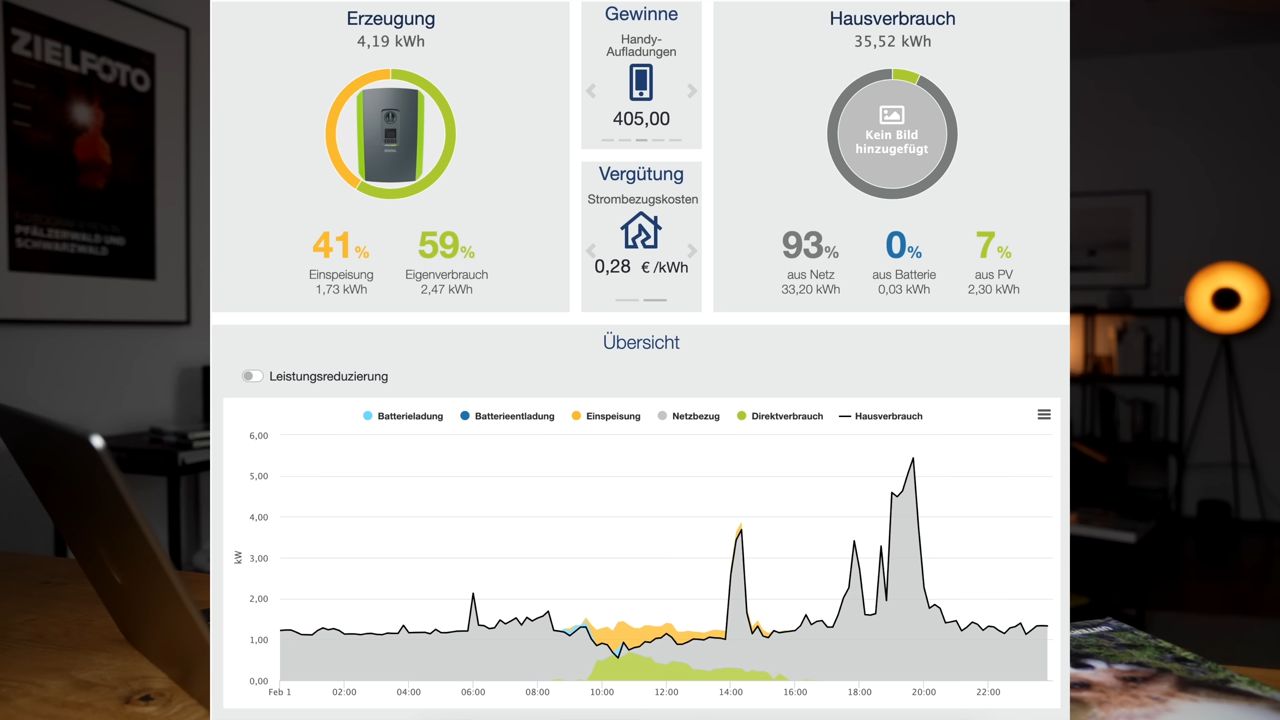 ZIELFOTO
PFÄLZERWALD UND
SCHWARZWALD
Erzeugung
4,19 kWh
41%
Einspeisung
1,73 kWh
59%
Eigenverbrauch
2,47 kWh
Gewinne
Handy-
Aufladungen
405,00
Vergütung
Strombezugskosten
0,28 €/kWh
Hausverbrauch
35,52 kWh
Kein Bild
hinzugefügt
93%
aus Netz
33,20 kWh
0%
aus Batterie
0,03 kWh
7%
aus PV
2,30 kWh
Übersicht
Leistungsreduzierung
Batterieladung Batterieentladung Einspeisung Netzbezug Direktverbrauch Hausverbrauch
kW
6,00
5,00
4,00
3,00
2,00
1,00
0,00
Feb 1 02:00 04:00 06:00 08:00 10:00 12:00 14:00 16:00 18:00 20:00 22:00